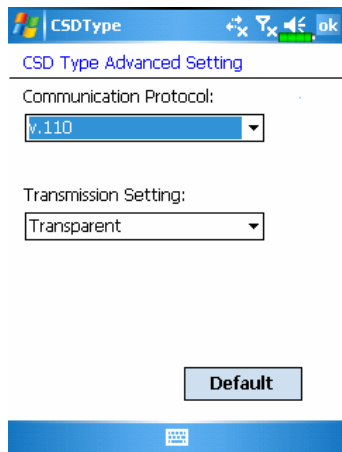 CSDType ok
CSD Type Advanced Setting
Communication Protocol:
v.110
Transmission Setting:
Transparent
Default